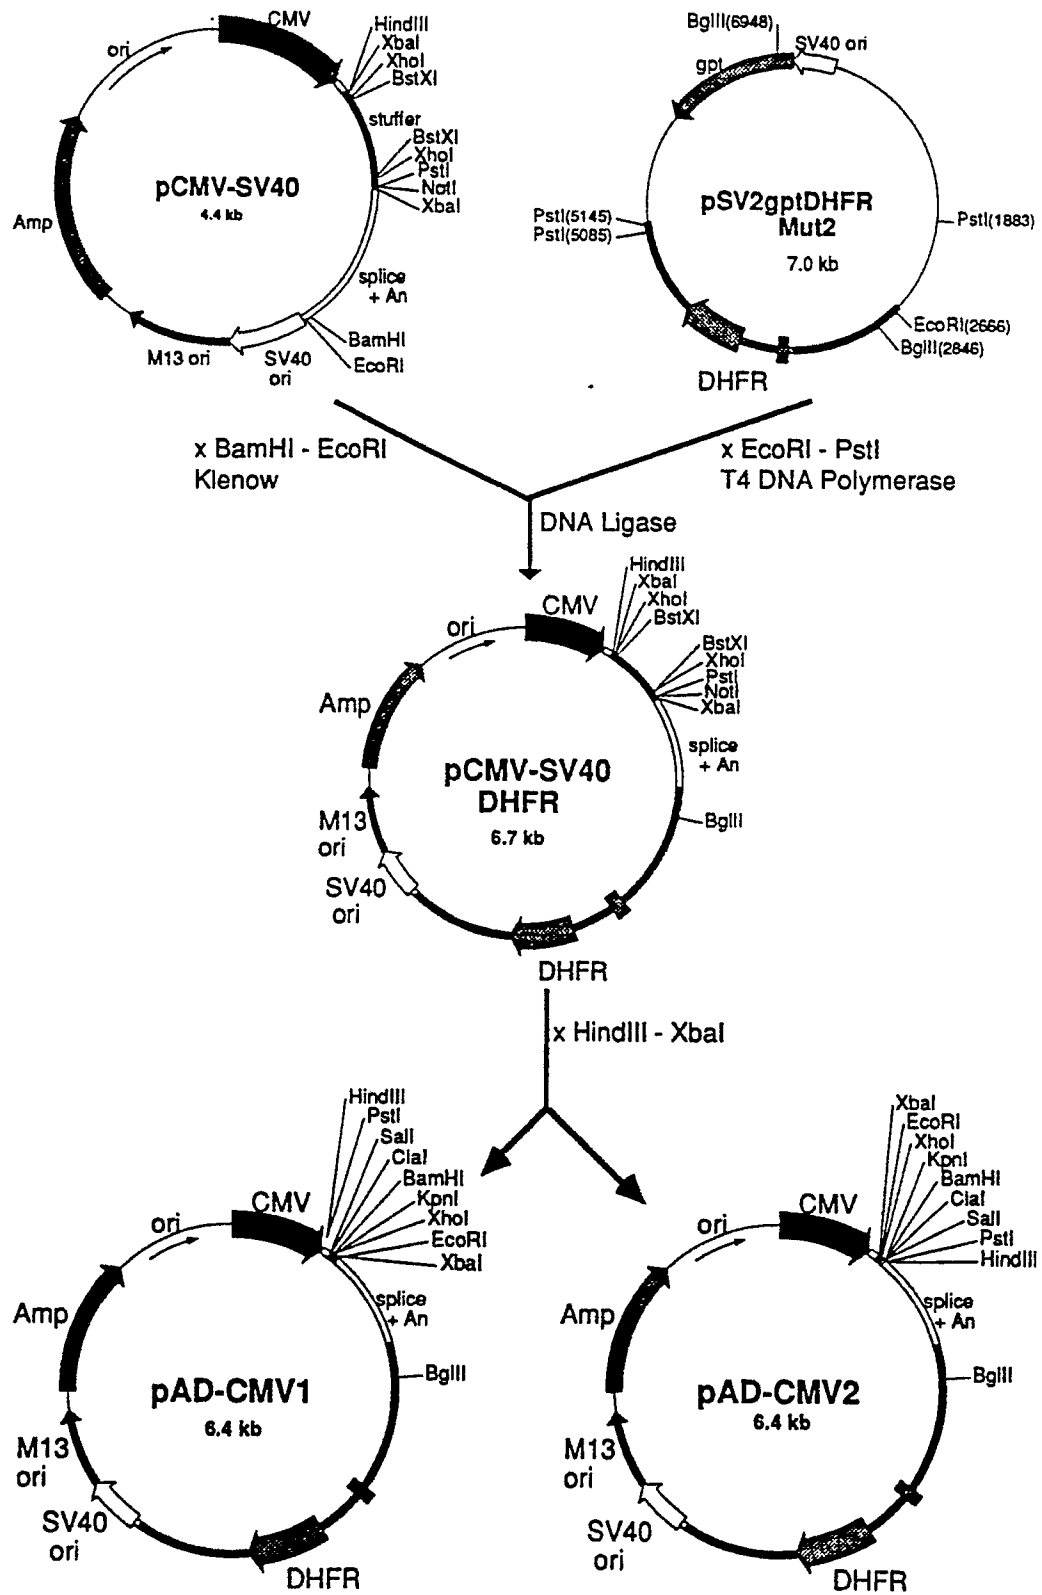 CMV
HindIII
XbaI
XhoI
BstXI
ori
stuffer
BstXI
XhoI
PstI
NotI
XbaI
pCMV-SV40
4.4 kb
Amp
splice
+ An
BamHI
EcoRI
M13 ori
SV40
ori
BglII(6948)
SV40 ori
gpt
pSV2gptDHFR
Mut2
7.0 kb
PstI(5145)
PstI(5085)
PstI(1883)
EcoRI(2666)
BglII(2846)
DHFR
x BamHI - EcoRI
Klenow
x EcoRI - PstI
T4 DNA Polymerase
DNA Ligase
HindIII
XbaI
XhoI
BstXI
CMV
ori
BstXI
XhoI
PstI
NotI
XbaI
Amp
splice
+ An
pCMV-SV40
DHFR
6.7 kb
BglII
M13
ori
SV40
ori
DHFR
x HindIII - XbaI
HindIII
PstI
SalI
ClaI
BamHI
KpnI
XhoI
EcoRI
XbaI
CMV
ori
Amp
splice
+ An
BglII
pAD-CMV1
6.4 kb
M13
ori
SV40
ori
DHFR
XbaI
EcoRI
XhoI
KpnI
BamHI
ClaI
SalI
PstI
HindIII
CMV
ori
Amp
splice
+ An
BglII
pAD-CMV2
6.4 kb
M13
ori
SV40
ori
DHFR